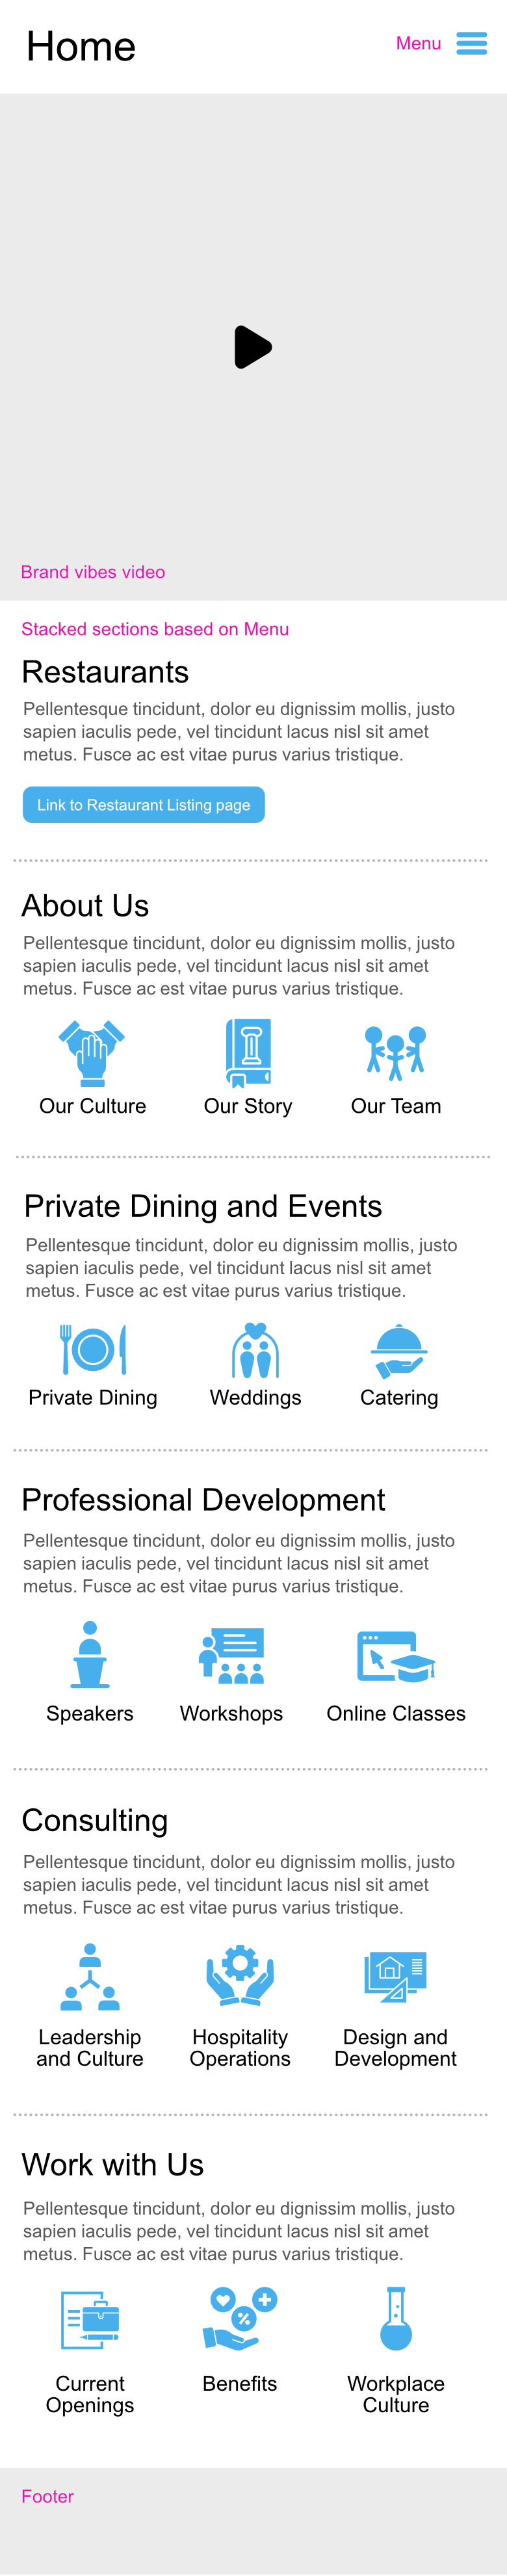 Home
Menu
Brand vibes video
Stacked sections based on Menu
Restaurants
Pellentesque tincidunt, dolor eu dignissim mollis, justo
sapien iaculis pede, vel tincidunt lacus nisl sit amet
metus. Fusce ac est vitae purus varius tristique.
Link to Restaurant Listing page
About Us
Pellentesque tincidunt, dolor eu dignissim mollis, justo
sapien iaculis pede, vel tincidunt lacus nisl sit amet
metus. Fusce ac est vitae purus varius tristique.
Our Culture
Our Story
Our Team
Private Dining and Events
Pellentesque tincidunt, dolor eu dignissim mollis, justo
sapien iaculis pede, vel tincidunt lacus nisl sit amet
metus. Fusce ac est vitae purus varius tristique.
Private Dining
Weddings
Catering
Professional Development
Pellentesque tincidunt, dolor eu dignissim mollis, justo
sapien iaculis pede, vel tincidunt lacus nisl sit amet
metus. Fusce ac est vitae purus varius tristique.
Speakers
Workshops
Online Classes
Consulting
Pellentesque tincidunt, dolor eu dignissim mollis, justo
sapien iaculis pede, vel tincidunt lacus nisl sit amet
metus. Fusce ac est vitae purus varius tristique.
Leadership
and Culture
Hospitality
Operations
Design and
Development
Work with Us
Pellentesque tincidunt, dolor eu dignissim mollis, justo
sapien iaculis pede, vel tincidunt lacus nisl sit amet
metus. Fusce ac est vitae purus varius tristique.
%
Current
Openings
Benefits
Workplace
Culture
Footer